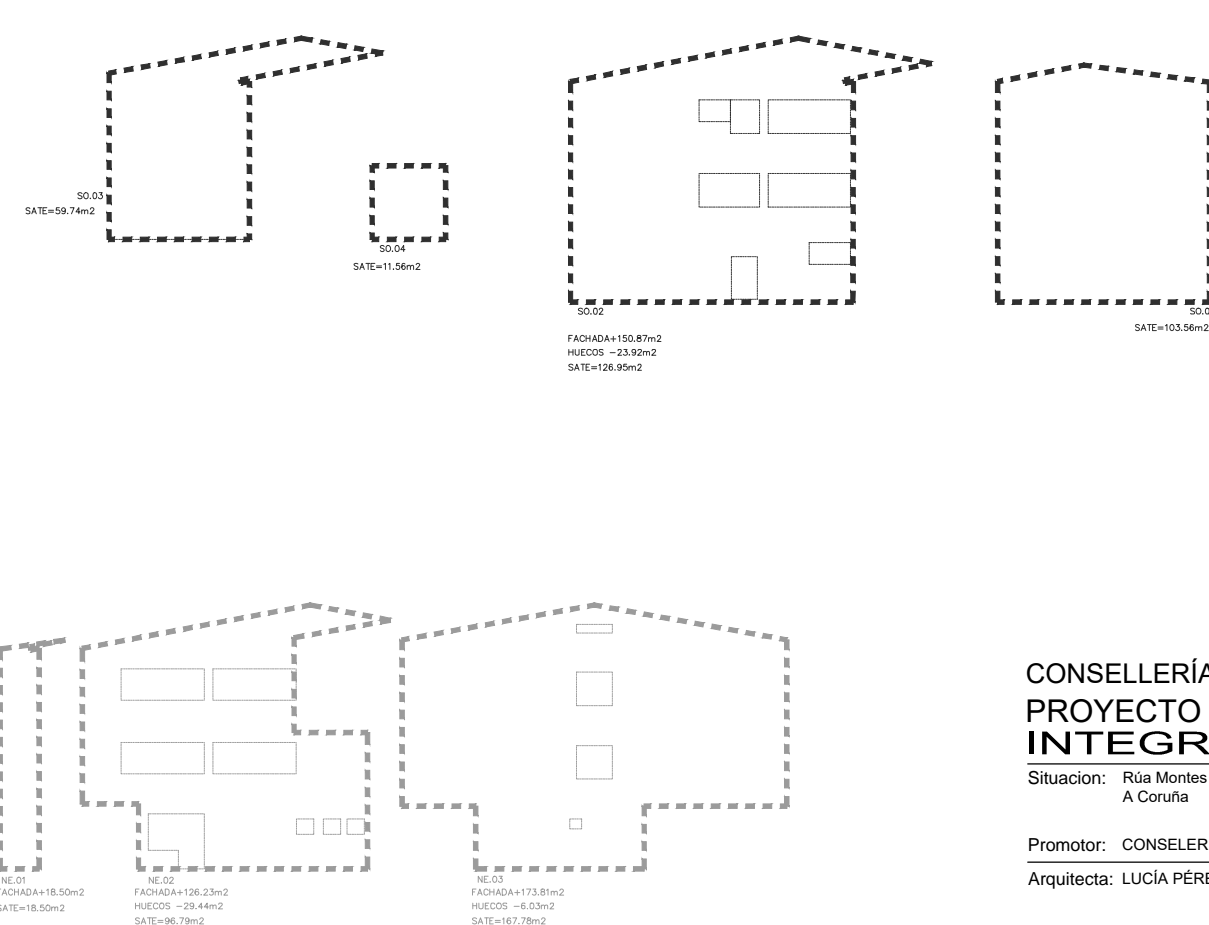 SO.03
SATE=59.74m2
SO.04
SATE=11.56m2
SO.02
FACHADA+150.87m2
HUECOS -23.92m2
SATE=126.95m2
SO.0
SATE=103.56m2
NE.01
FACHADA+18.50m2
SATE=18.50m2
NE.02
FACHADA+126.23m2
HUECOS -29.44m2
SATE=96.79m2
NE.03
FACHADA+173.81m2
HUECOS -6.03m2
SATE=167.78m2
CONSELLERÍA
PROYECTO
INTEGR
Situacion: Rúa Montes
A Coruña
Promotor: CONSELER
Arquitecta: LUCÍA PÉRE